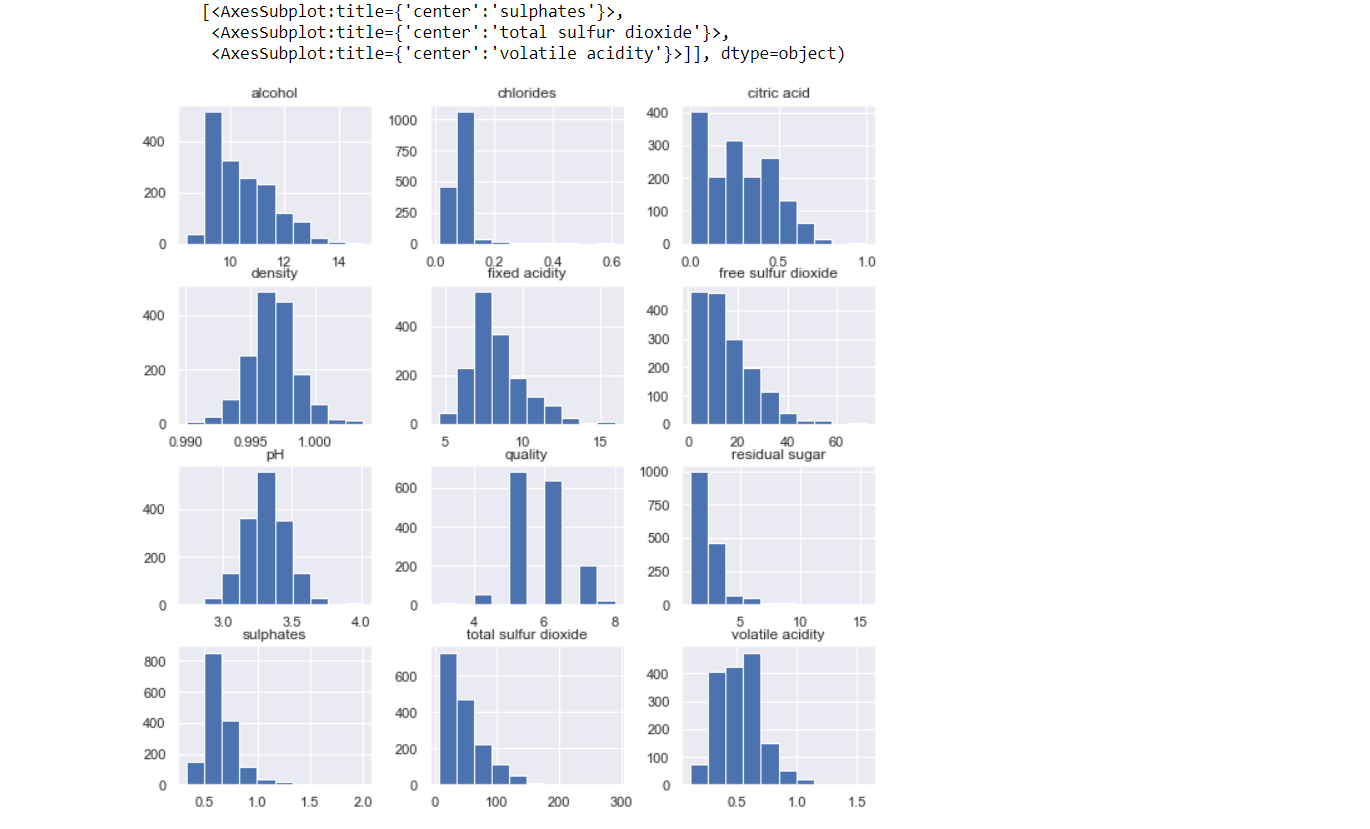 [<AxesSubplot:title={'center':'sulphates'}>,
<AxesSubplot:title={'center':'total sulfur dioxide'}>,
<AxesSubplot:title={'center':'volatile acidity'}>]], dtype=object)
alcohol
400
200
0
10 12 14
chlorides
1000
750
500
250
0
0.0 0.2 0.4 0.6
citric acid
400
300
200
100
0
0.0 0.5 1.0
density
400
200
0
0.990 0.995 1.000
fixed acidity
400
200
0
5 10 15
free sulfur dioxide
400
300
200
100
0
0 20 40 60
pH
400
200
0
3.0 3.5 4.0
quality
600
400
200
0
4 6 8
residual sugar
1000
750
500
250
0
5 10 15
sulphates
800
600
400
200
0
0.5 1.0 1.5 2.0
total sulfur dioxide
600
400
200
0
0 100 200 300
volatile acidity
400
300
200
100
0
0.5 1.0 1.5